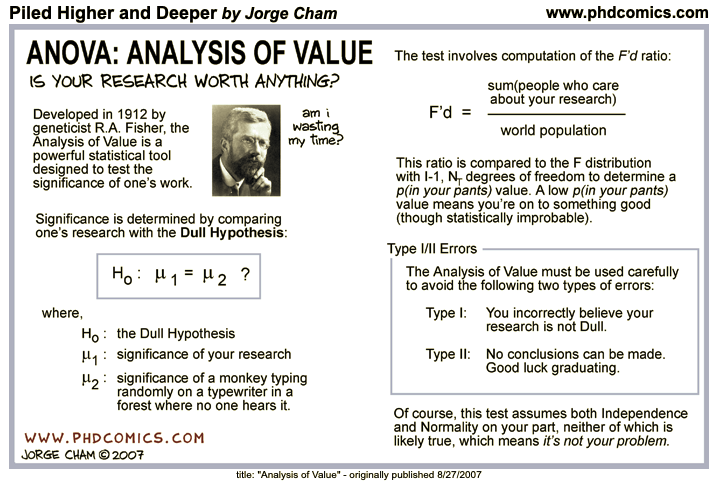 Piled Higher and Deeper by Jorge Cham
www.phdcomics.com
ANOVA: ANALYSIS OF VALUE
IS YOUR RESEARCH WORTH ANYTHING?
Developed in 1912 by
geneticist R.A. Fisher, the
Analysis of Value is a
powerful statistical tool
designed to test the
significance of one's work.
am i
wasting
my time?
Significance is determined by comparing
one's research with the Dull Hypothesis:
H₀ : μ₁ = μ₂ ?
where,
H₀ : the Dull Hypothesis
μ₁ : significance of your research
μ₂ : significance of a monkey typing
randomly on a typewriter in a
forest where no one hears it.
WWW.PHDCOMICS.COM
JORGE CHAM © 2007
The test involves computation of the F'd ratio:
sum(people who care
about your research)
F'd =
world population
This ratio is compared to the F distribution
with I-1, N_T degrees of freedom to determine a
p(in your pants) value. A low p(in your pants)
value means you're on to something good
(though statistically improbable).
Type I/II Errors
The Analysis of Value must be used carefully
to avoid the following two types of errors:
Type I: You incorrectly believe your
research is not Dull.
Type II: No conclusions can be made.
Good luck graduating.
Of course, this test assumes both Independence
and Normality on your part, neither of which is
likely true, which means it's not your problem.
title: "Analysis of Value" - originally published 8/27/2007